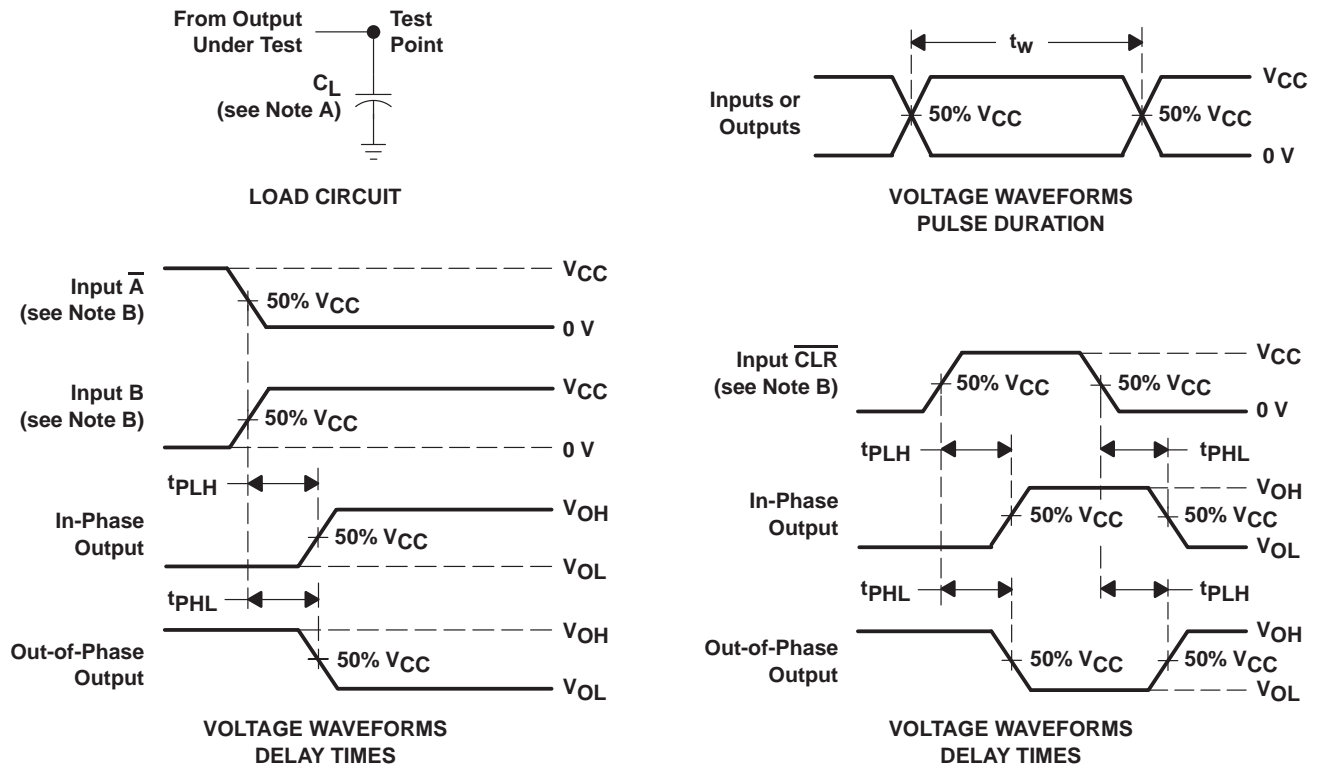 From Output
Under Test
Test
Point
CL
(see Note A)
LOAD CIRCUIT
tw
Inputs or
Outputs
50% VCC
50% VCC
VCC
0 V
VOLTAGE WAVEFORMS
PULSE DURATION
Input A̅
(see Note B)
50% VCC
VCC
0 V
Input B
(see Note B)
50% VCC
VCC
0 V
tPLH
In-Phase
Output
50% VCC
VOH
VOL
tPHL
Out-of-Phase
Output
50% VCC
VOH
VOL
VOLTAGE WAVEFORMS
DELAY TIMES
Input C̅L̅R̅
(see Note B)
50% VCC
50% VCC
VCC
0 V
tPLH
tPHL
In-Phase
Output
50% VCC
50% VCC
VOH
VOL
tPHL
tPLH
Out-of-Phase
Output
50% VCC
50% VCC
VOH
VOL
VOLTAGE WAVEFORMS
DELAY TIMES